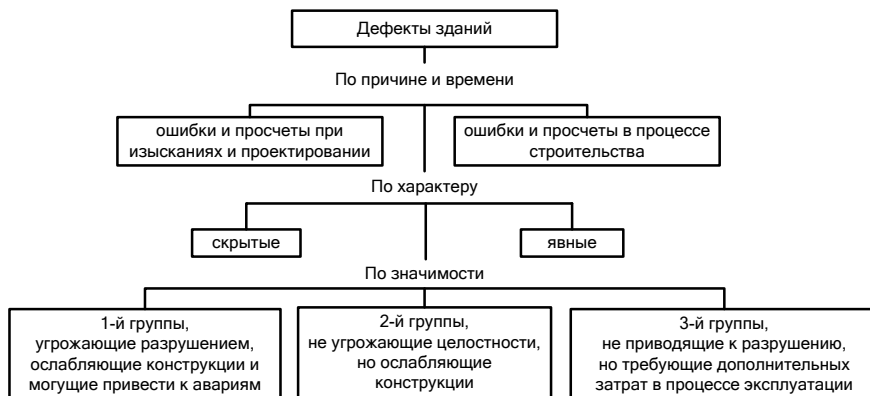 Дефекты зданий
По причине и времени
ошибки и просчеты при
изысканиях и проектировании
ошибки и просчеты в процессе
строительства
По характеру
скрытые
явные
По значимости
1-й группы,
угрожающие разрушением,
ослабляющие конструкции и
могущие привести к авариям
2-й группы,
не угрожающие целостности,
но ослабляющие
конструкции
3-й группы,
не приводящие к разрушению,
но требующие дополнительных
затрат в процессе эксплуатации